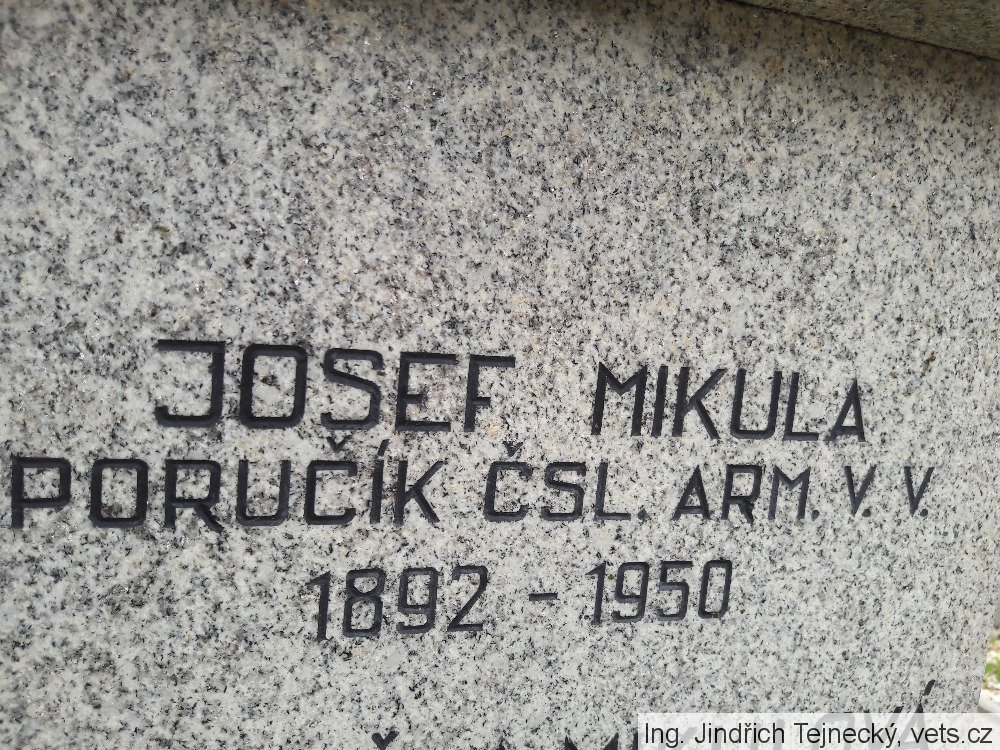 JOSEF MIKULA
PORUČÍK ČSL. ARM. V. V.
1892 - 1950
Ing. Jindřich Tejnecký, vets.cz